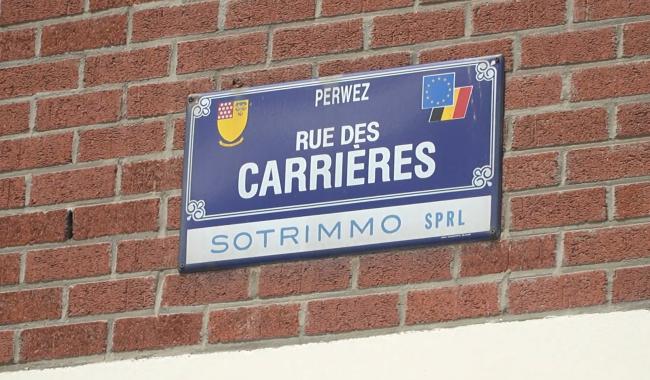 PERWEZ
RUE DES
CARRIÈRES
SOTRIMMO SPRL